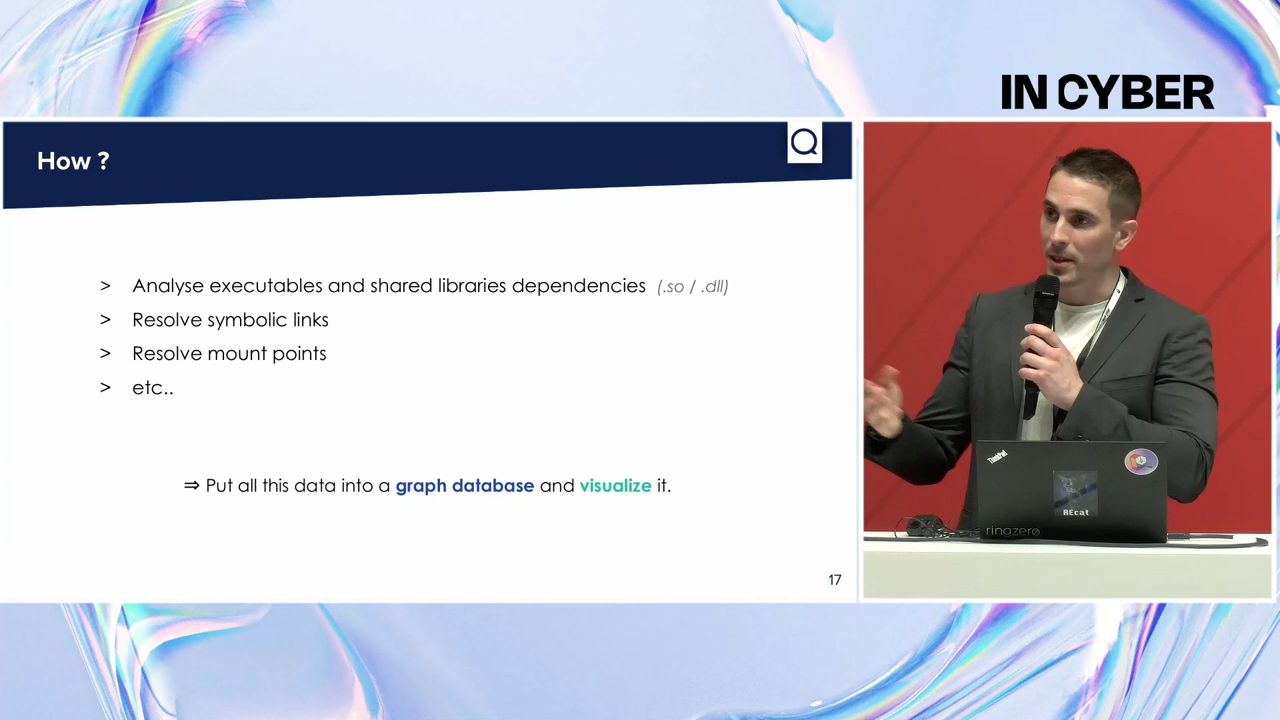 IN CYBER
How ?
> Analyse executables and shared libraries dependencies (.so / .dll)
> Resolve symbolic links
> Resolve mount points
> etc..
⇒ Put all this data into a graph database and visualize it.
17
ThinkPad
REcat
ringzerø